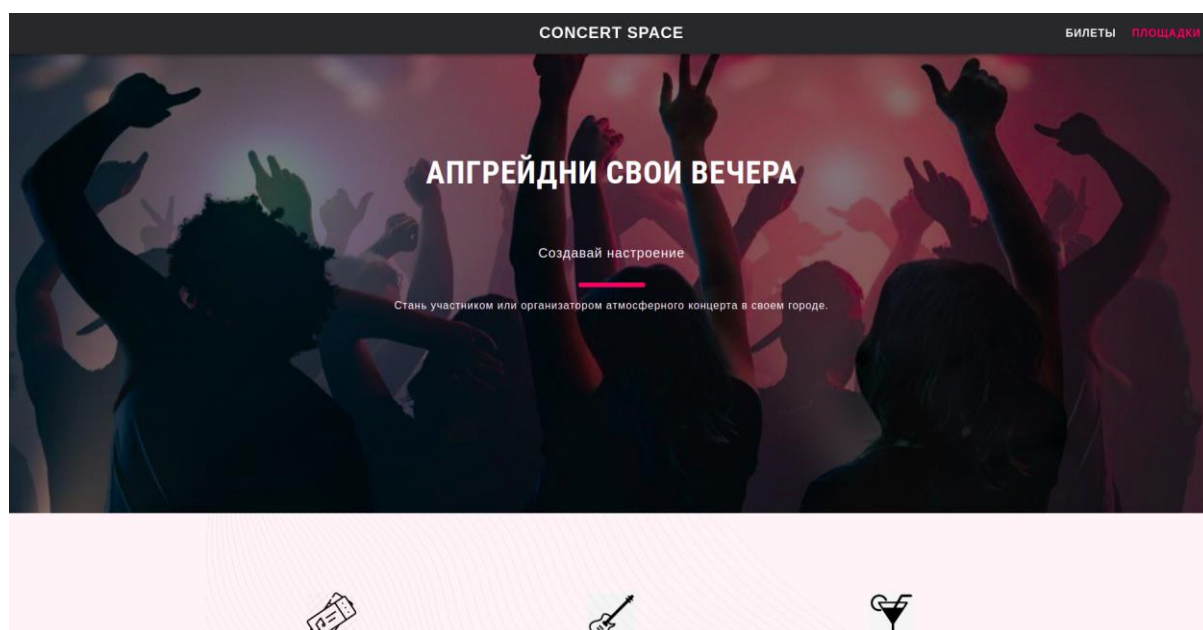 CONCERT SPACE
БИЛЕТЫ ПЛОЩАДКИ
АПГРЕЙДНИ СВОИ ВЕЧЕРА
Создавай настроение
Стань участником или организатором атмосферного концерта в своем городе.